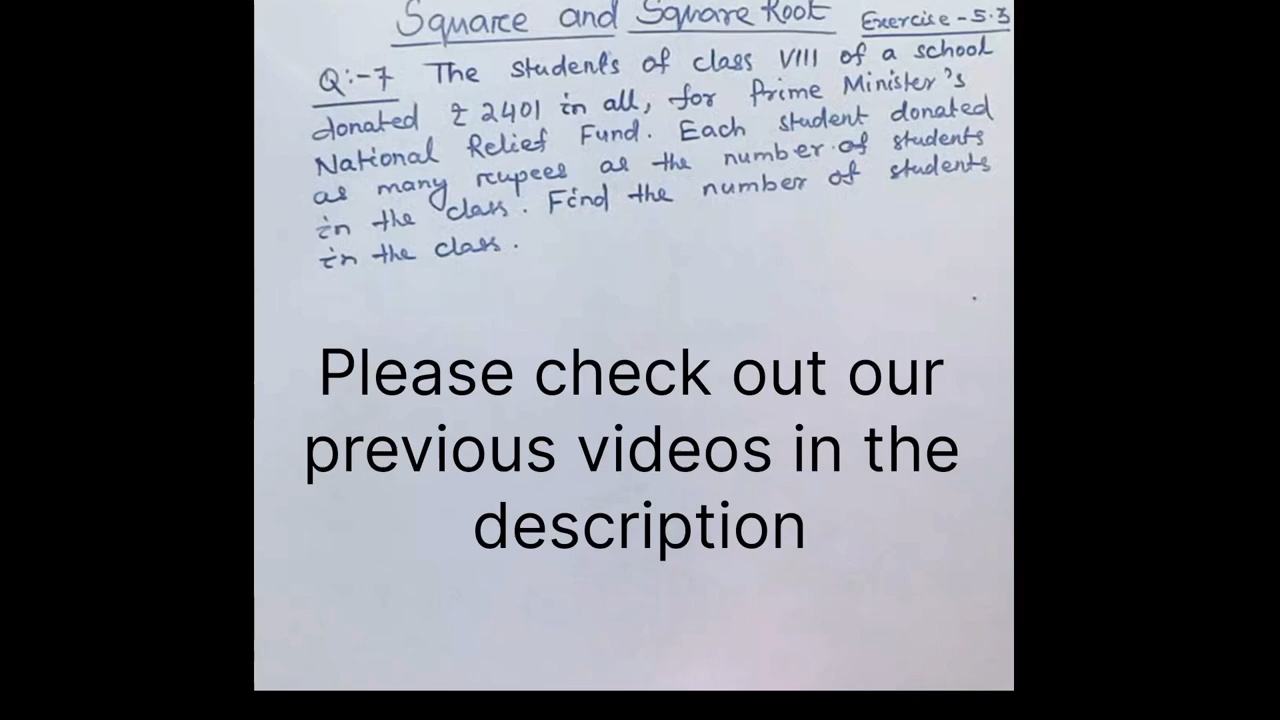 Square and Square Root Exercise - 5.3
Q:-7 The students of class VIII of a school
donated ₹ 2401 in all, for Prime Minister's
National Relief Fund. Each student donated
as many rupees as the number of students
in the class. Find the number of students
in the class.
Please check out our
previous videos in the
description